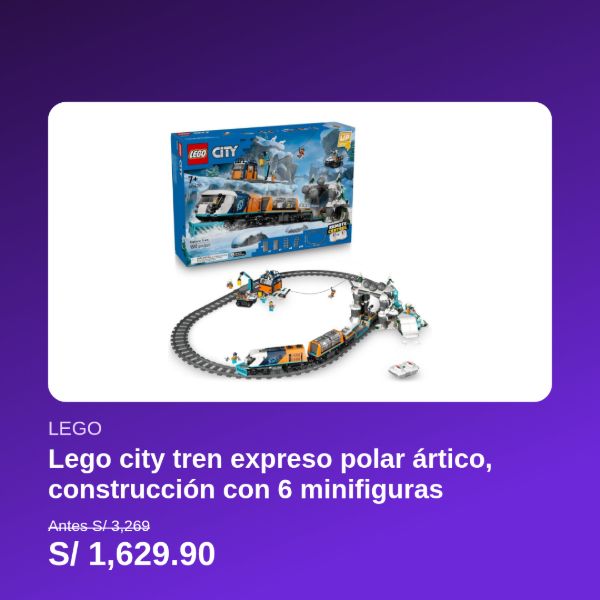 LEGO CITY
7+
LEGO
Lego city tren expreso polar ártico,
construcción con 6 minifiguras
Antes S/ 3,269
S/ 1,629.90